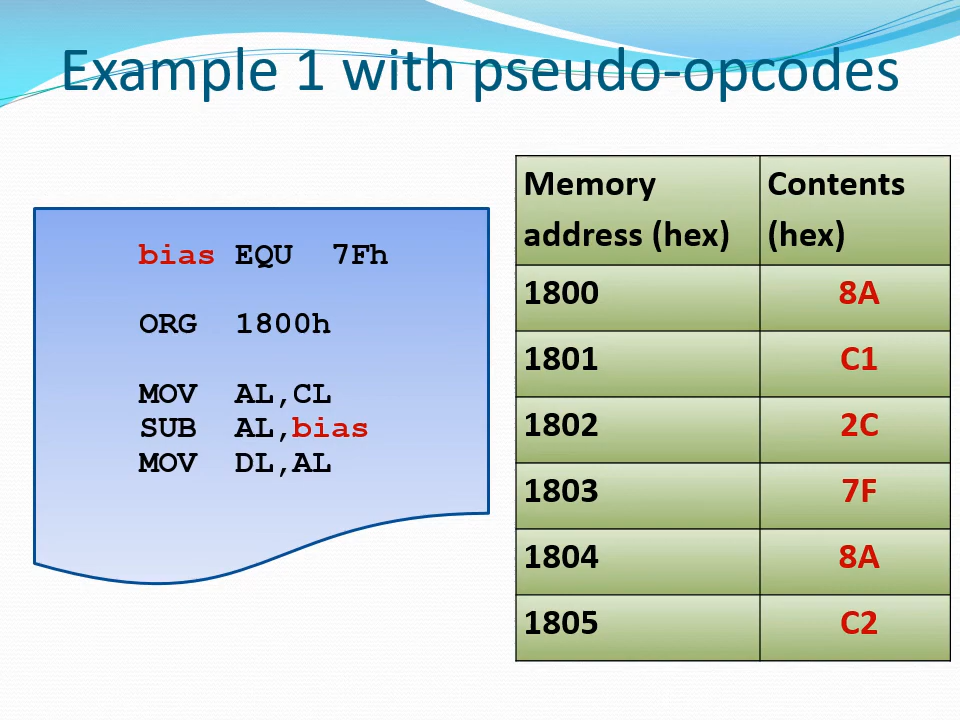 Example 1 with pseudo-opcodes
bias EQU 7Fh
ORG 1800h
MOV AL,CL
SUB AL,bias
MOV DL,AL
Memory address (hex) Contents (hex)
1800 8A
1801 C1
1802 2C
1803 7F
1804 8A
1805 C2